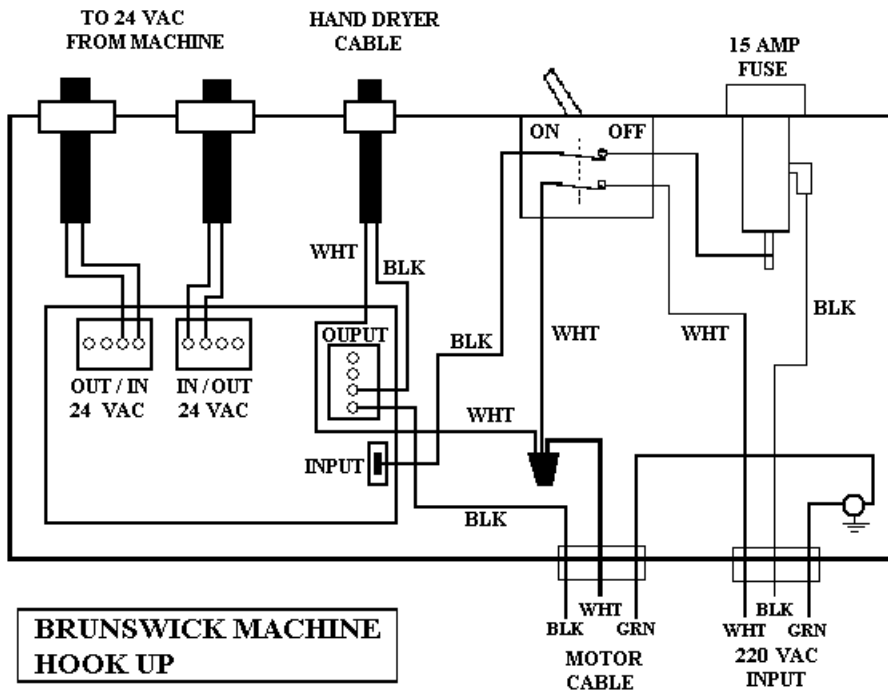 TO 24 VAC
FROM MACHINE
HAND DRYER
CABLE
15 AMP
FUSE
ON OFF
WHT
BLK
OUPUT
BLK
WHT
WHT
BLK
OUT / IN
24 VAC
IN / OUT
24 VAC
WHT
INPUT
BLK
BRUNSWICK MACHINE
HOOK UP
BLK
WHT
GRN
MOTOR
CABLE
WHT
BLK
GRN
220 VAC
INPUT